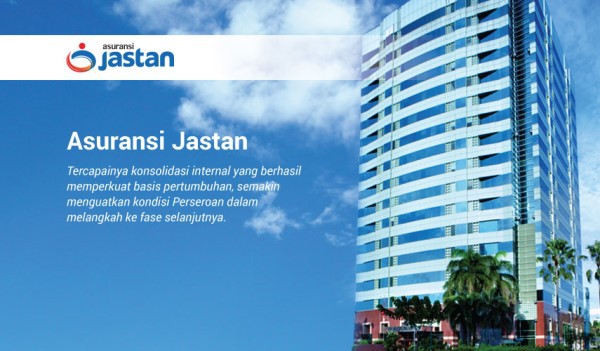 asuransi
jastan
Asuransi Jastan
Tercapainya konsolidasi internal yang berhasil
memperkuat basis pertumbuhan, semakin
menguatkan kondisi Perseroan dalam
melangkah ke fase selanjutnya.